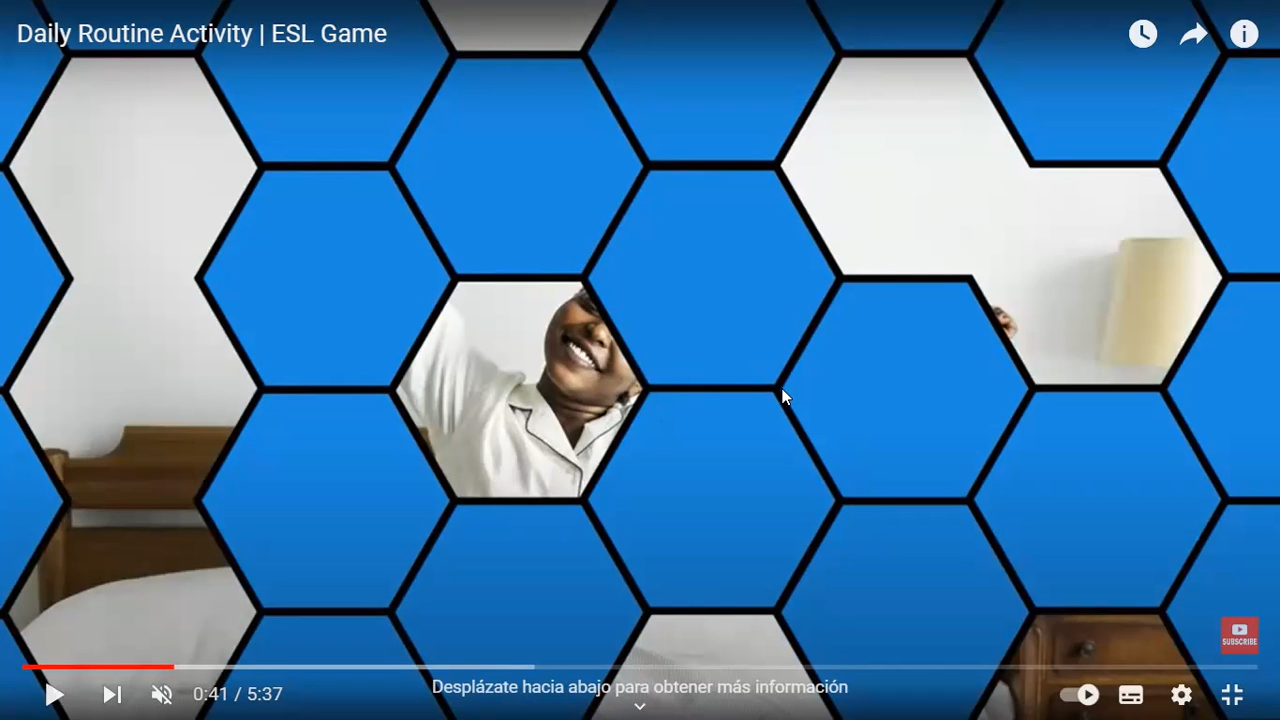 Daily Routine Activity | ESL Game
SUBSCRIBE
0:41 / 5:37
Desplázate hacia abajo para obtener más información